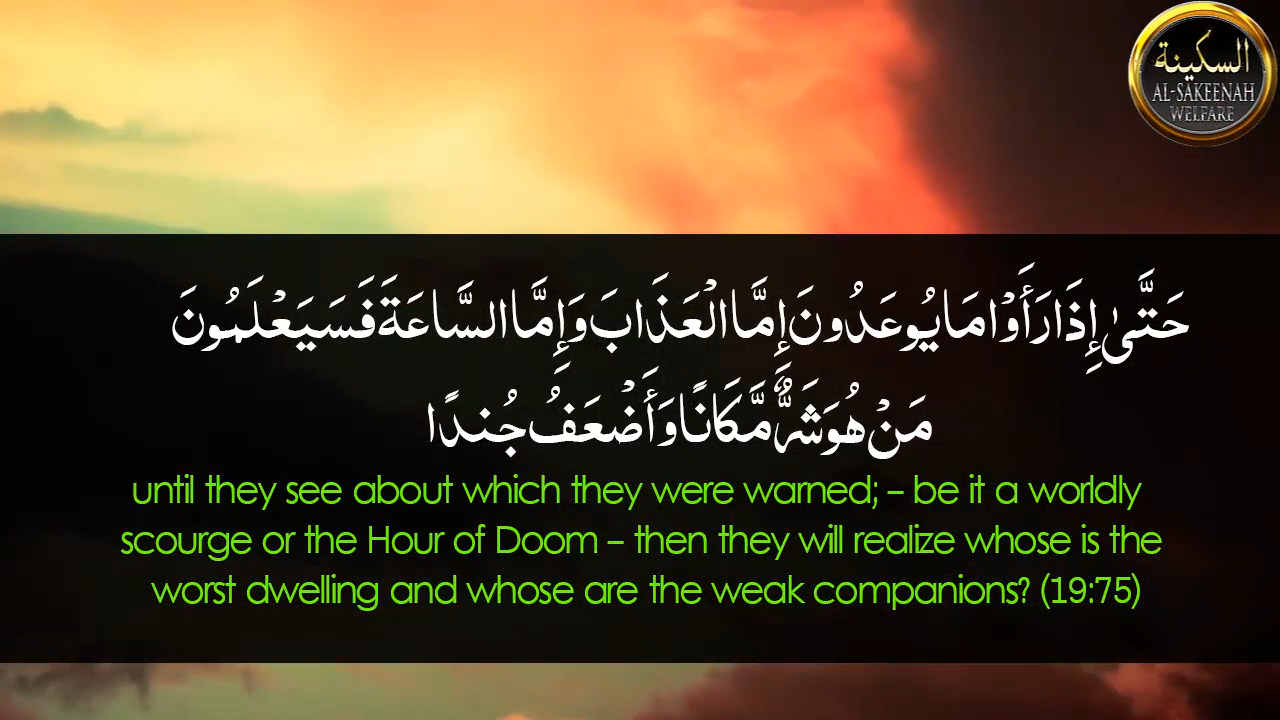 السكينة
AL-SAKEENAH
WELFARE
حَتَّىٰ إِذَا رَأَوْا مَا يُوعَدُونَ إِمَّا الْعَذَابَ وَإِمَّا السَّاعَةَ فَسَيَعْلَمُونَ
مَنْ هُوَ شَرٌّ مَّكَانًا وَأَضْعَفُ جُندًا
until they see about which they were warned; – be it a worldly
scourge or the Hour of Doom – then they will realize whose is the
worst dwelling and whose are the weak companions? (19:75)